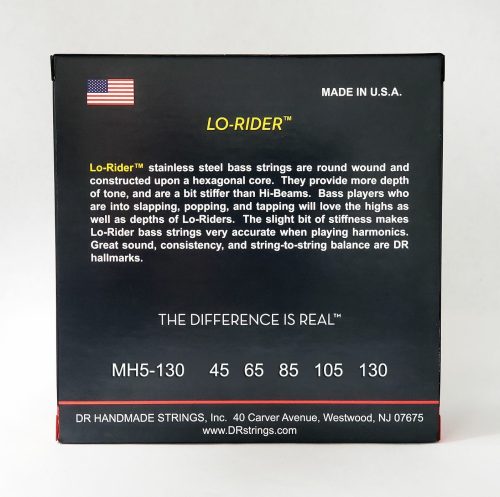 MADE IN U.S.A.
LO-RIDER™
Lo-Rider™ stainless steel bass strings are round wound and
constructed upon a hexagonal core. They provide more depth
of tone, and are a bit stiffer than Hi-Beams. Bass players who
are into slapping, popping, and tapping will love the highs as
well as depths of Lo-Riders. The slight bit of stiffness makes
Lo-Rider bass strings very accurate when playing harmonics.
Great sound, consistency, and string-to-string balance are DR
hallmarks.
THE DIFFERENCE IS REAL™
MH5-130 45 65 85 105 130
DR HANDMADE STRINGS, Inc. 40 Carver Avenue, Westwood, NJ 07675
www.DRstrings.com